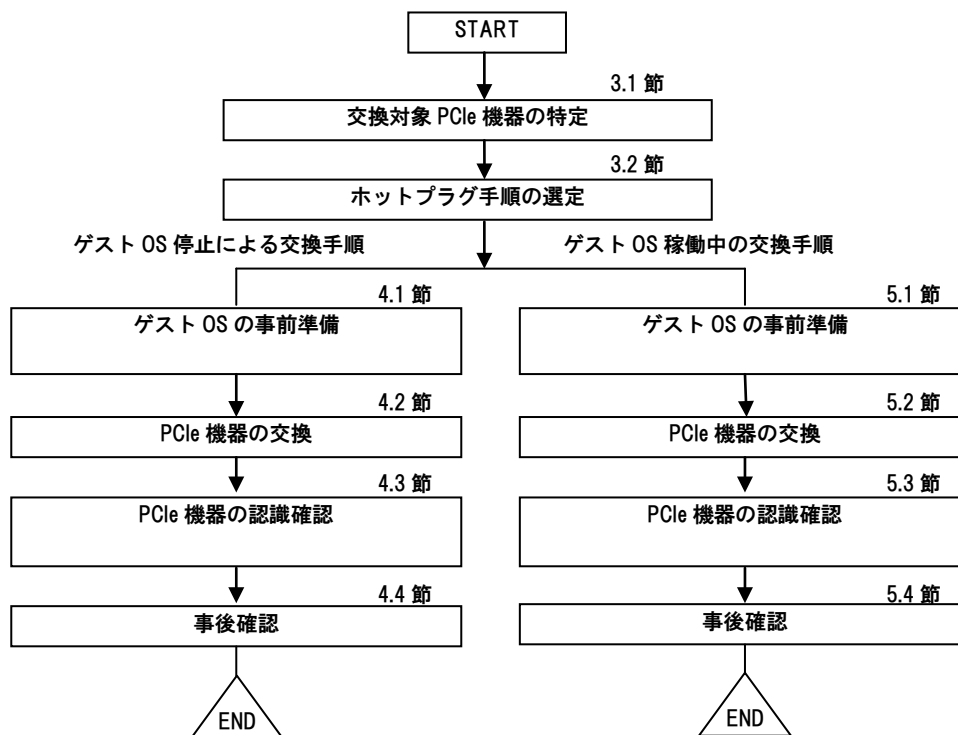 START
3.1 節
交換対象 PCIe 機器の特定
3.2 節
ホットプラグ手順の選定
ゲスト OS 停止による交換手順
ゲスト OS 稼働中の交換手順
4.1 節
ゲスト OS の事前準備
4.2 節
PCIe 機器の交換
4.3 節
PCIe 機器の認識確認
4.4 節
事後確認
END
5.1 節
ゲスト OS の事前準備
5.2 節
PCIe 機器の交換
5.3 節
PCIe 機器の認識確認
5.4 節
事後確認
END